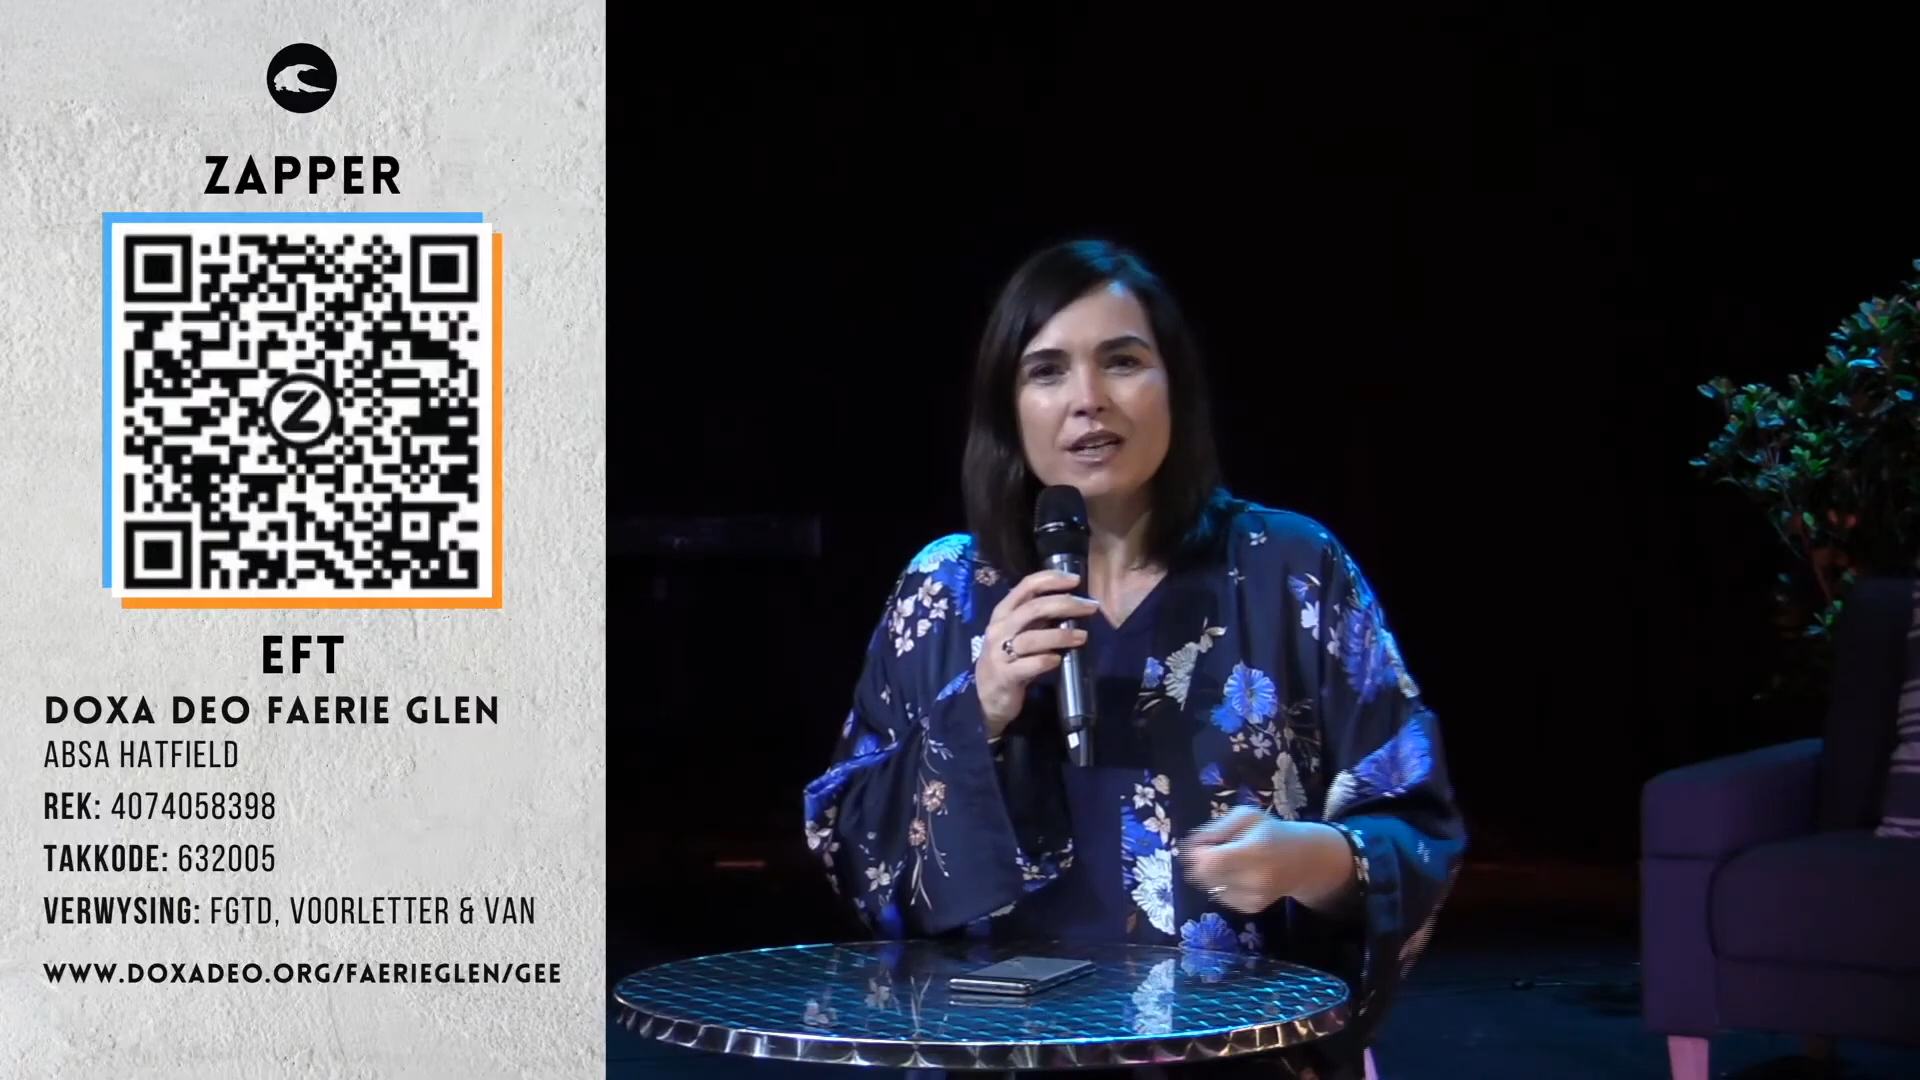 ZAPPER
Z
EFT
DOXA DEO FAERIE GLEN
ABSA HATFIELD
REK: 4074058398
TAKKODE: 632005
VERWYSING: FGTD, VOORLETTER & VAN
WWW.DOXADEO.ORG/FAERIEGLEN/GEE